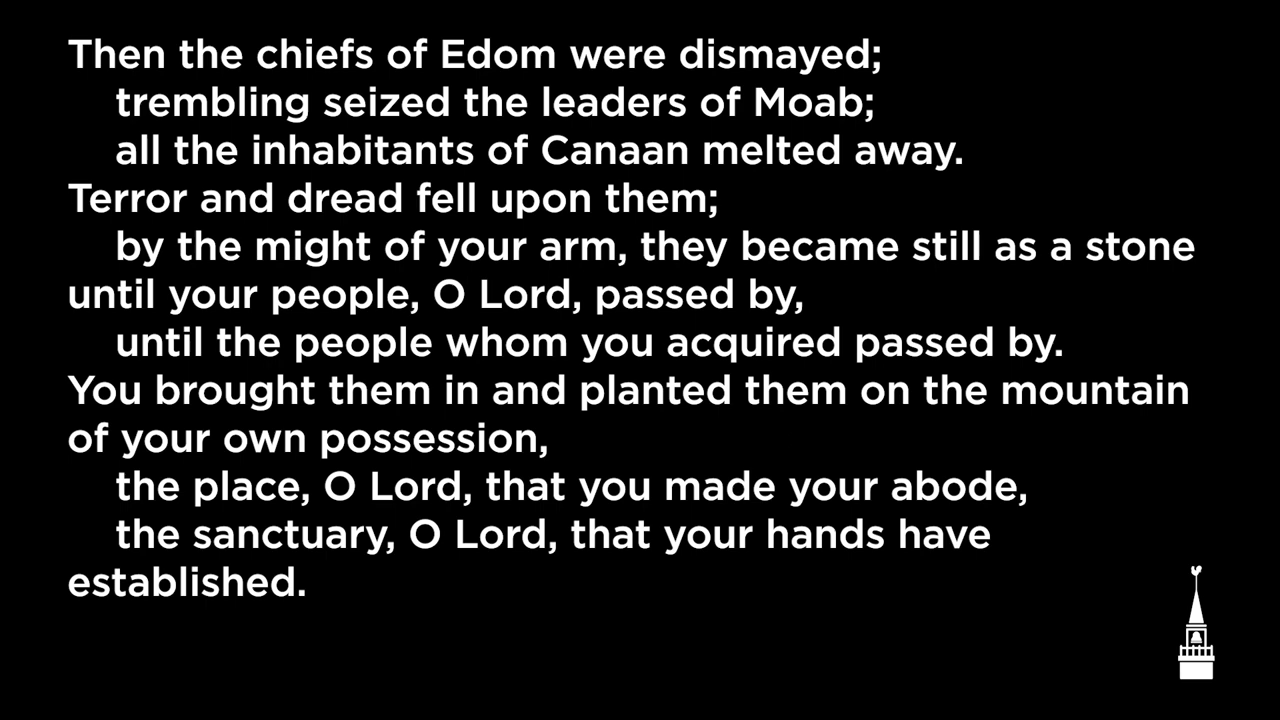 Then the chiefs of Edom were dismayed;
trembling seized the leaders of Moab;
all the inhabitants of Canaan melted away.
Terror and dread fell upon them;
by the might of your arm, they became still as a stone
until your people, O Lord, passed by,
until the people whom you acquired passed by.
You brought them in and planted them on the mountain
of your own possession,
the place, O Lord, that you made your abode,
the sanctuary, O Lord, that your hands have
established.